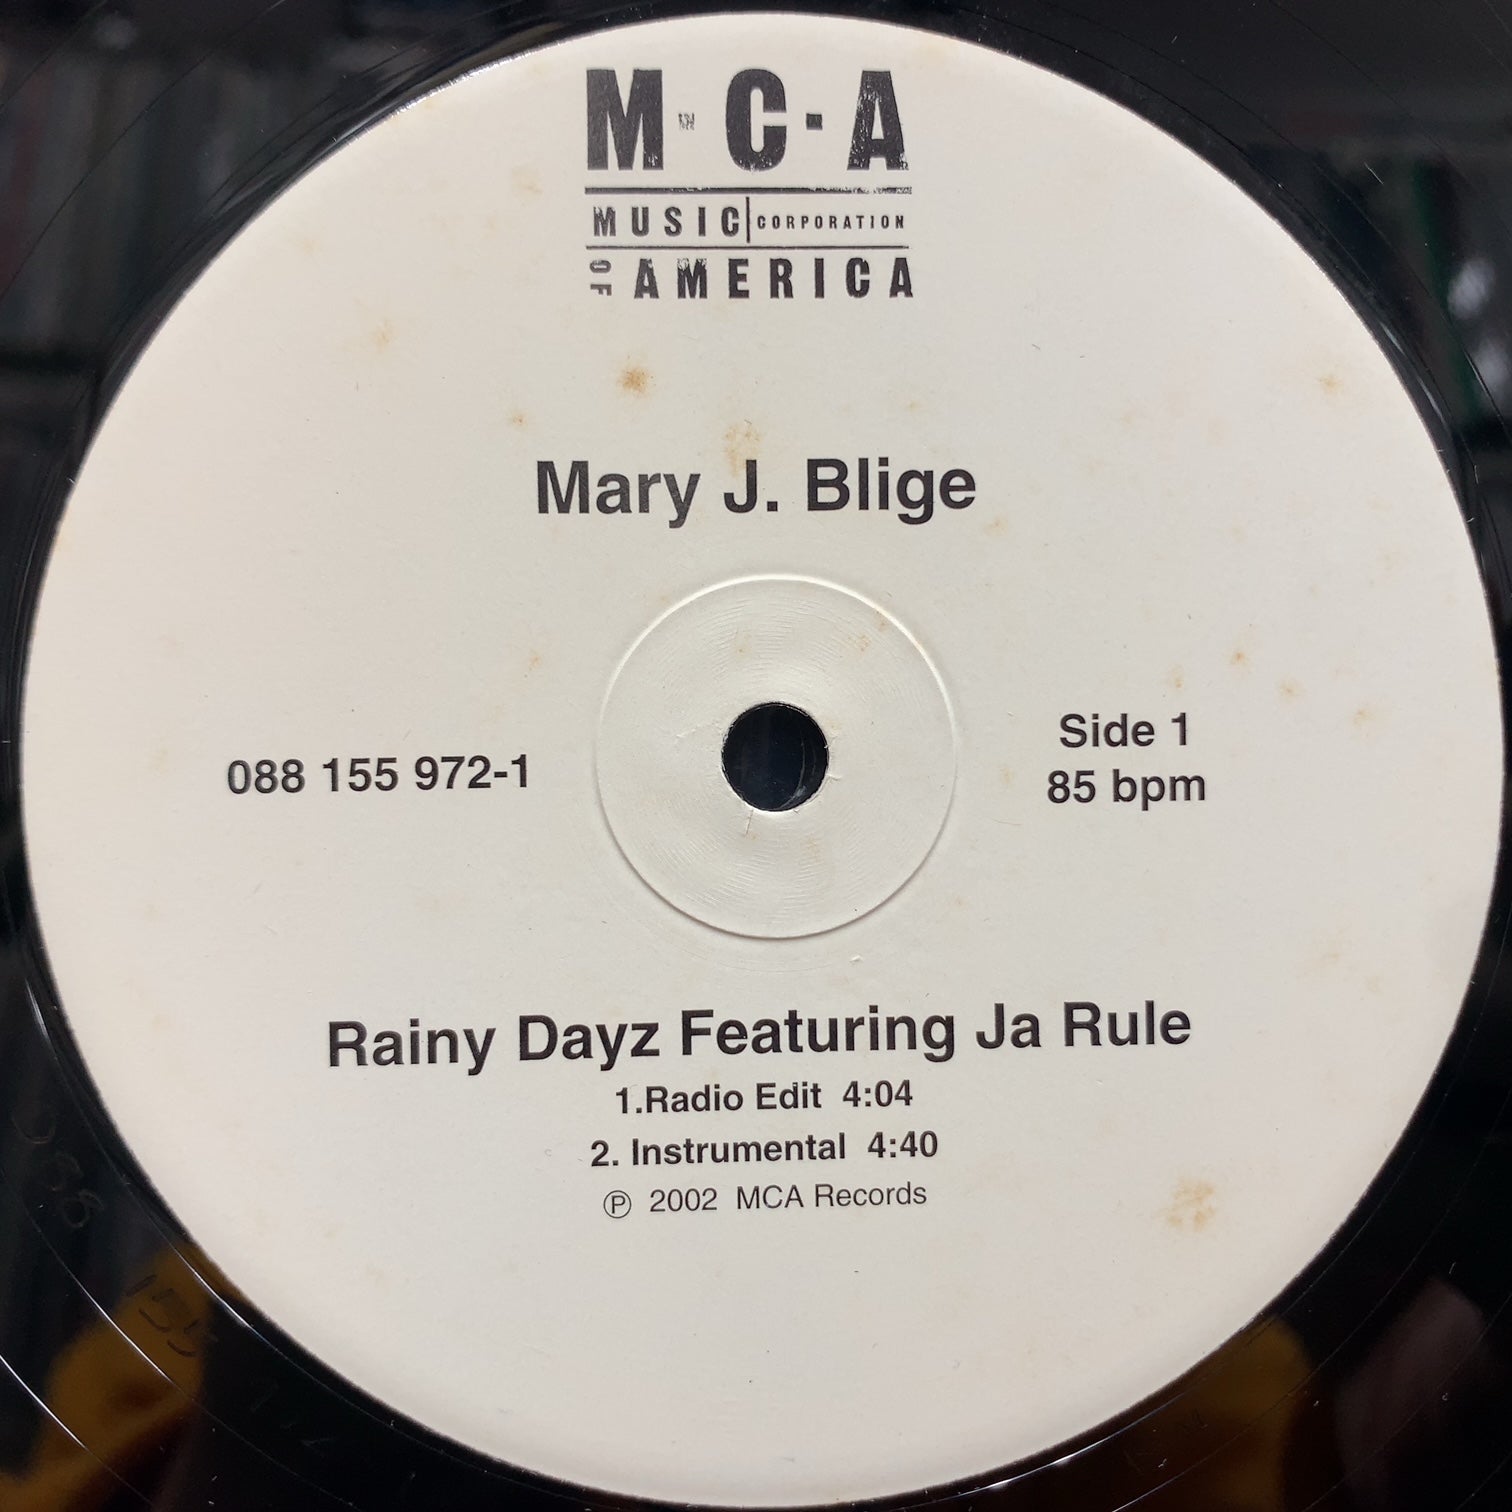 M·C·A
MUSIC CORPORATION
OF AMERICA
Mary J. Blige
088 155 972-1
Side 1
85 bpm
Rainy Dayz Featuring Ja Rule
1.Radio Edit 4:04
2. Instrumental 4:40
℗ 2002 MCA Records